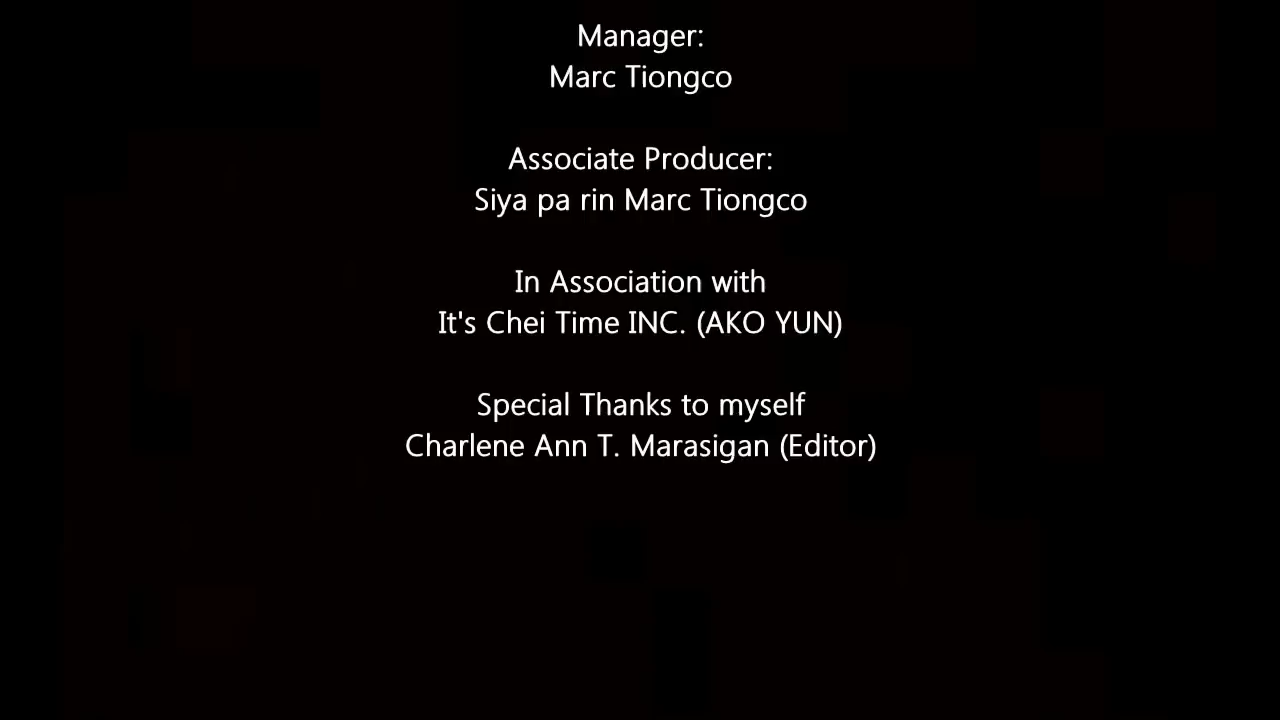 Manager:
Marc Tiongco
Associate Producer:
Siya pa rin Marc Tiongco
In Association with
It's Chei Time INC. (AKO YUN)
Special Thanks to myself
Charlene Ann T. Marasigan (Editor)